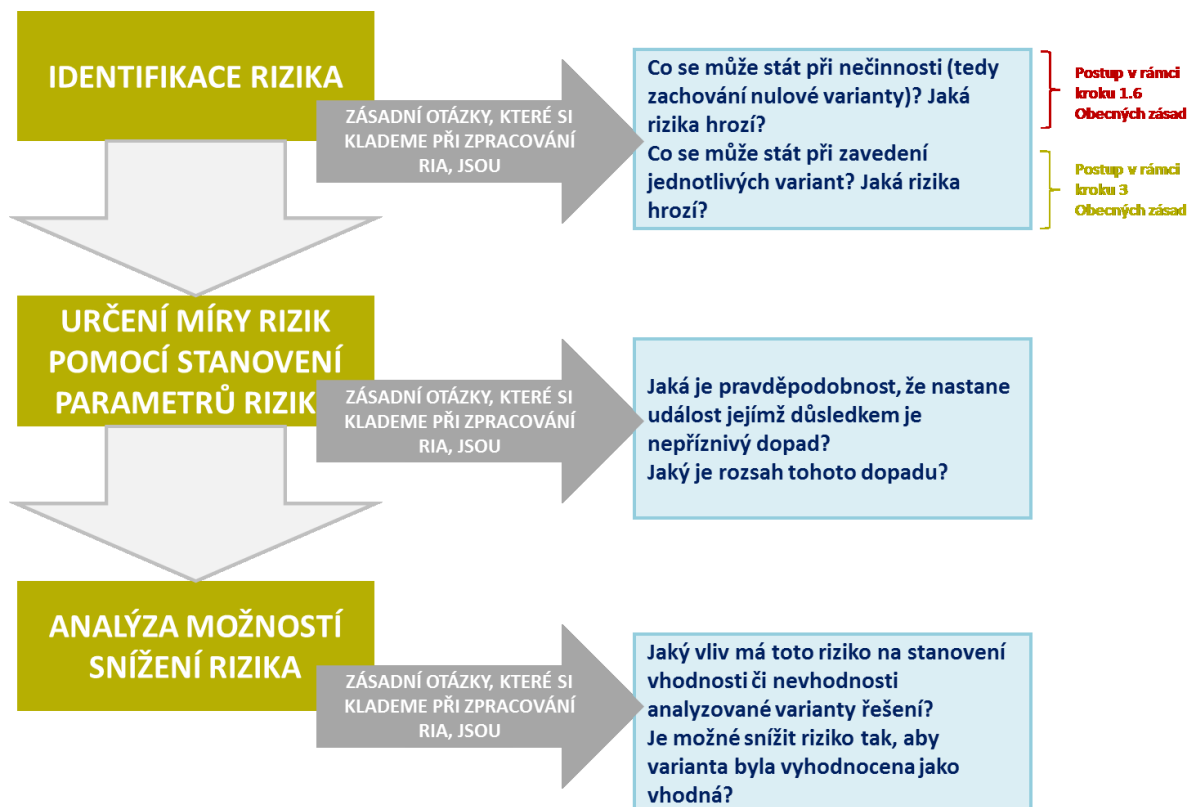 IDENTIFIKACE RIZIKA
ZÁSADNÍ OTÁZKY, KTERÉ SI
KLADEME PŘI ZPRACOVÁNÍ
RIA, JSOU
Co se může stát při nečinnosti (tedy
zachování nulové varianty)? Jaká
rizika hrozí?
Co se může stát při zavedení
jednotlivých variant? Jaká rizika
hrozí?
Postup v rámci
kroku 1.6
Obecných zásad
Postup v rámci
kroku 3
Obecných zásad
URČENÍ MÍRY RIZIK
POMOCÍ STANOVENÍ
PARAMETRŮ RIZIK
ZÁSADNÍ OTÁZKY, KTERÉ SI
KLADEME PŘI ZPRACOVÁNÍ
RIA, JSOU
Jaká je pravděpodobnost, že nastane
událost jejímž důsledkem je
nepříznivý dopad?
Jaký je rozsah tohoto dopadu?
ANALÝZA MOŽNOSTÍ
SNÍŽENÍ RIZIKA
ZÁSADNÍ OTÁZKY, KTERÉ SI
KLADEME PŘI ZPRACOVÁNÍ
RIA, JSOU
Jaký vliv má toto riziko na stanovení
vhodnosti či nevhodnosti
analyzované varianty řešení?
Je možné snížit riziko tak, aby
varianta byla vyhodnocena jako
vhodná?